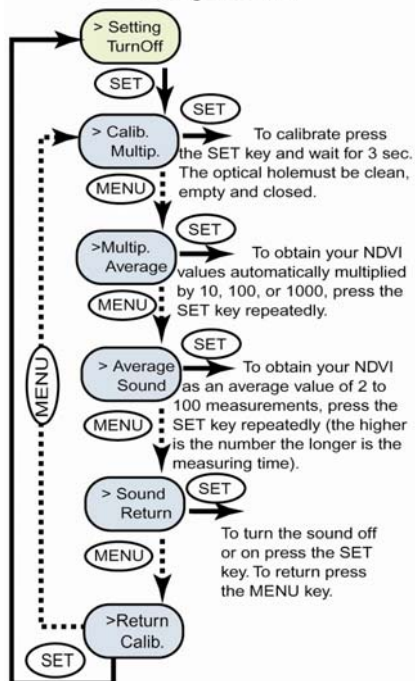 > Setting
TurnOff
SET
SET
> Calib.
Multip.
To calibrate press
the SET key and wait for 3 sec.
The optical holemust be clean,
empty and closed.
MENU
SET
>Multip.
Average
To obtain your NDVI
values automatically multiplied
by 10, 100, or 1000, press the
SET key repeatedly.
MENU
SET
> Average
Sound
To obtain your NDVI
as an average value of 2 to
100 measurements, press the
SET key repeatedly (the higher
is the number the longer is the
measuring time).
MENU
MENU
> Sound
Return
SET
To turn the sound off
or on press the SET
key. To return press
the MENU key.
MENU
>Return
Calib.
SET